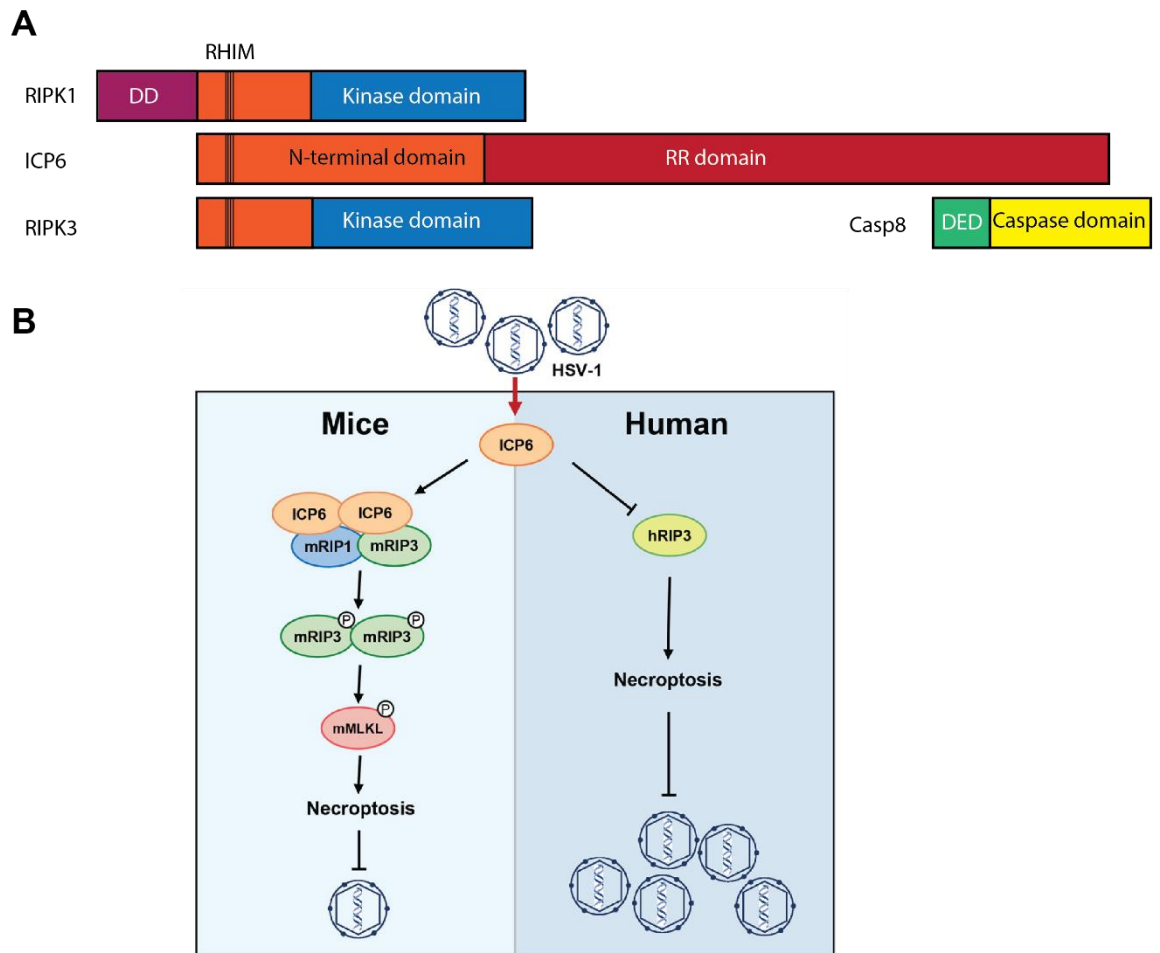 A
RHIM
RIPK1
DD
Kinase domain
ICP6
N-terminal domain
RR domain
RIPK3
Kinase domain
Casp8
DED
Caspase domain
B
HSV-1
Mice
Human
ICP6
ICP6
ICP6
mRIP1
mRIP3
hRIP3
P
P
mRIP3
mRIP3
Necroptosis
P
mMLKL
Necroptosis